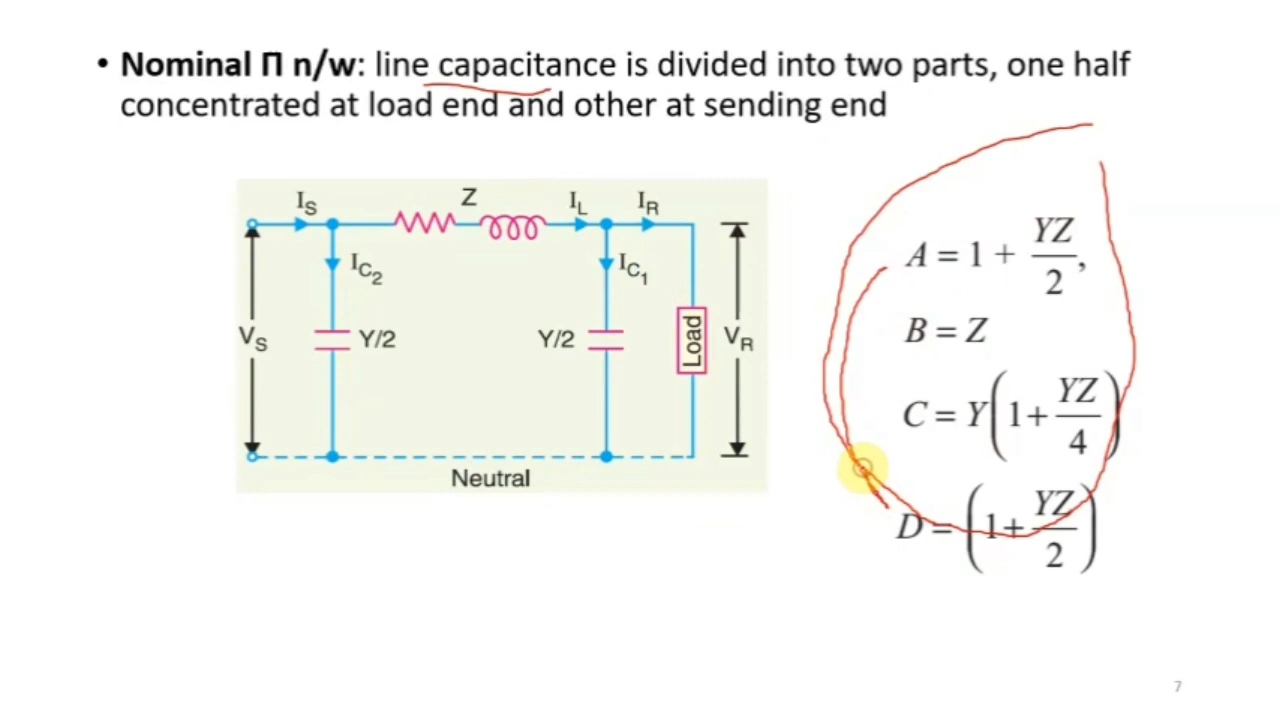 • Nominal Π n/w: line capacitance is divided into two parts, one half
concentrated at load end and other at sending end
I_S Z I_L I_R
I_C₂ I_C₁
V_S Y/2 Y/2 Load V_R
Neutral
A = 1 + YZ/2,
B = Z
C = Y(1+ YZ/4)
D = (1+ YZ/2)
7